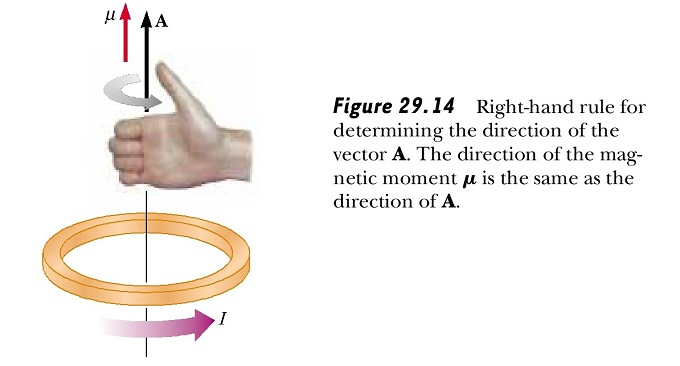 μ
A
Figure 29.14 Right-hand rule for
determining the direction of the
vector A. The direction of the mag-
netic moment μ is the same as the
direction of A.
I